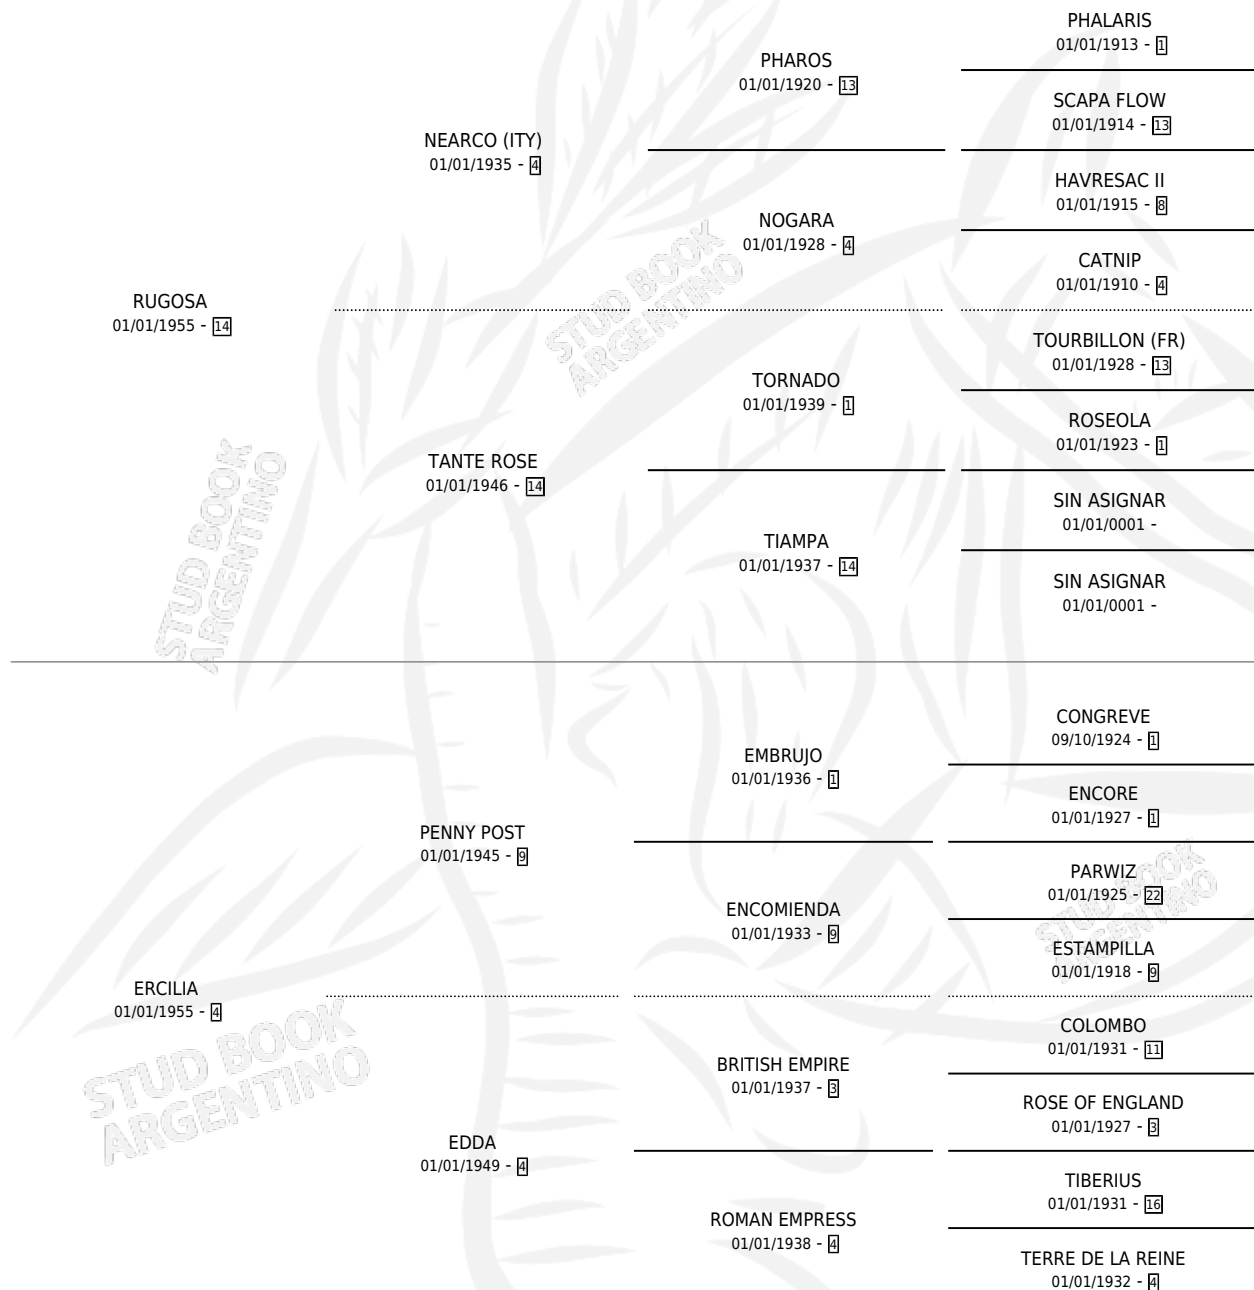 PHALARIS
01/01/1913 - 1
PHAROS
01/01/1920 - 13
SCAPA FLOW
01/01/1914 - 13
NEARCO (ITY)
01/01/1935 - 4
HAVRESAC II
01/01/1915 - 8
NOGARA
01/01/1928 - 4
CATNIP
01/01/1910 - 4
RUGOSA
01/01/1955 - 14
TOURBILLON (FR)
01/01/1928 - 13
TORNADO
01/01/1939 - 1
ROSEOLA
01/01/1923 - 1
TANTE ROSE
01/01/1946 - 14
SIN ASIGNAR
01/01/0001 -
TIAMPA
01/01/1937 - 14
SIN ASIGNAR
01/01/0001 -
CONGREVE
09/10/1924 - 1
EMBRUJO
01/01/1936 - 1
ENCORE
01/01/1927 - 1
PENNY POST
01/01/1945 - 9
PARWIZ
01/01/1925 - 22
ENCOMIENDA
01/01/1933 - 9
ESTAMPILLA
01/01/1918 - 9
ERCILIA
01/01/1955 - 4
COLOMBO
01/01/1931 - 11
BRITISH EMPIRE
01/01/1937 - 3
ROSE OF ENGLAND
01/01/1927 - 3
EDDA
01/01/1949 - 4
TIBERIUS
01/01/1931 - 16
ROMAN EMPRESS
01/01/1938 - 4
TERRE DE LA REINE
01/01/1932 - 4
STUD BOOK
ARGENTINO
STUD BOOK
ARGENTINO
STUD BOOK
ARGENTINO
STUD BOOK
ARGENTINO